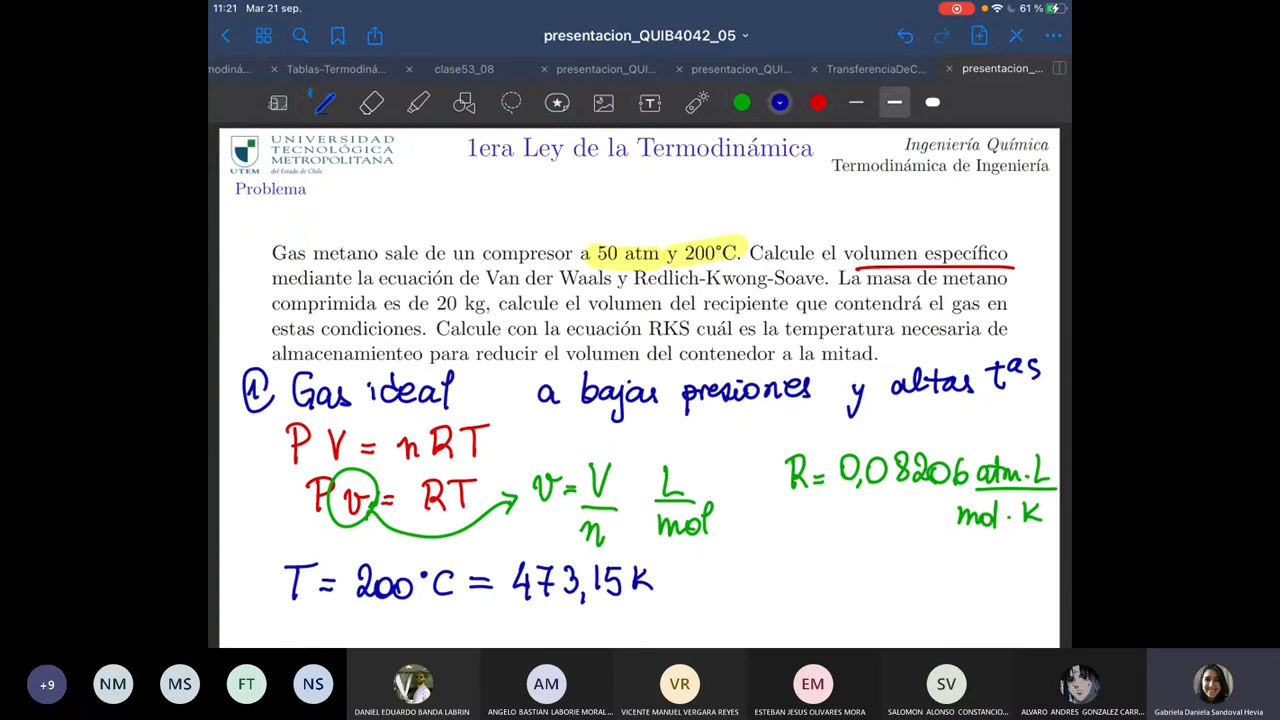 11:21 Mar 21 sep.
61 %
presentacion_QUIB4042_05
modiná...
Tablas-Termodiná...
clase53_08
presentacion_QUI...
presentacion_QUI...
TransferenciaDeC...
presentacion_...
UNIVERSIDAD
TECNOLÓGICA
METROPOLITANA
del Estado de Chile
UTEM
1era Ley de la Termodinámica
Ingeniería Química
Termodinámica de Ingeniería
Problema
Gas metano sale de un compresor a 50 atm y 200°C. Calcule el volumen específico
mediante la ecuación de Van der Waals y Redlich-Kwong-Soave. La masa de metano
comprimida es de 20 kg, calcule el volumen del recipiente que contendrá el gas en
estas condiciones. Calcule con la ecuación RKS cuál es la temperatura necesaria de
almacenamienteo para reducir el volumen del contenedor a la mitad.
① Gas ideal a bajas presiones y altas tas
P V = n R T
P v = R T v = V/n L/mol
R = 0,08206 atm·L/mol·K
T = 200°C = 473,15 K
+9
NM
MS
FT
NS
AM
VR
EM
SV
DANIEL EDUARDO BANDA LABRIN
ANGELO BASTIAN LABORIE MORAL...
VICENTE MANUEL VERGARA REYES
ESTEBAN JESUS OLIVARES MORA
SALOMON ALONSO CONSTANCIO...
ALVARO ANDRES GONZALEZ CARR...
Gabriela Daniela Sandoval Hevia